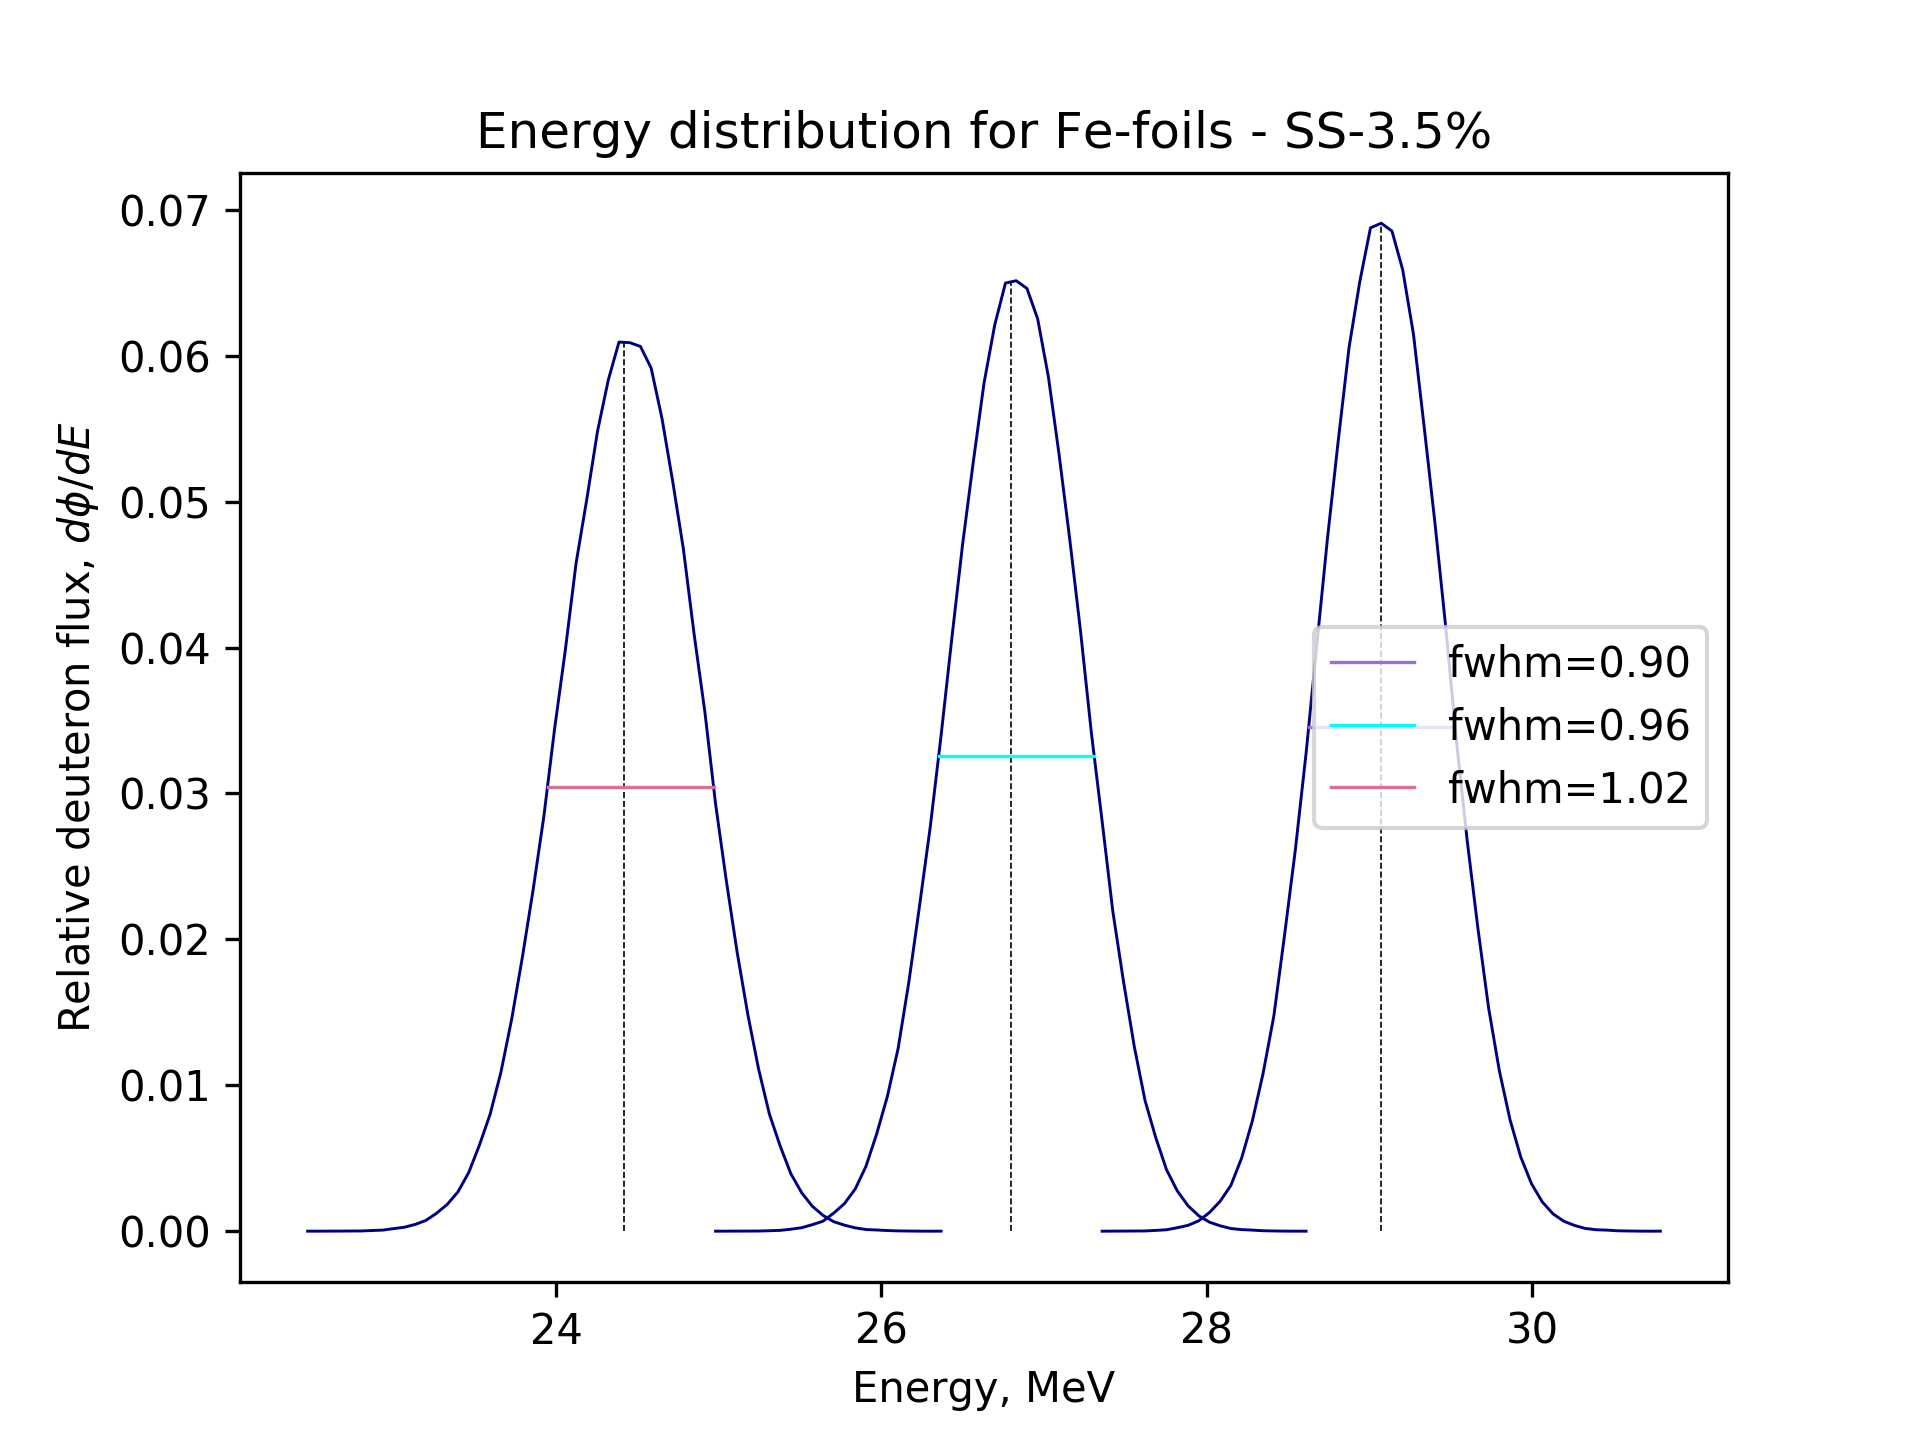 Energy distribution for Fe-foils - SS-3.5%
Relative deuteron flux, dϕ/dE
0.07
0.06
0.05
0.04
0.03
0.02
0.01
0.00
fwhm=0.90
fwhm=0.96
fwhm=1.02
24 26 28 30
Energy, MeV